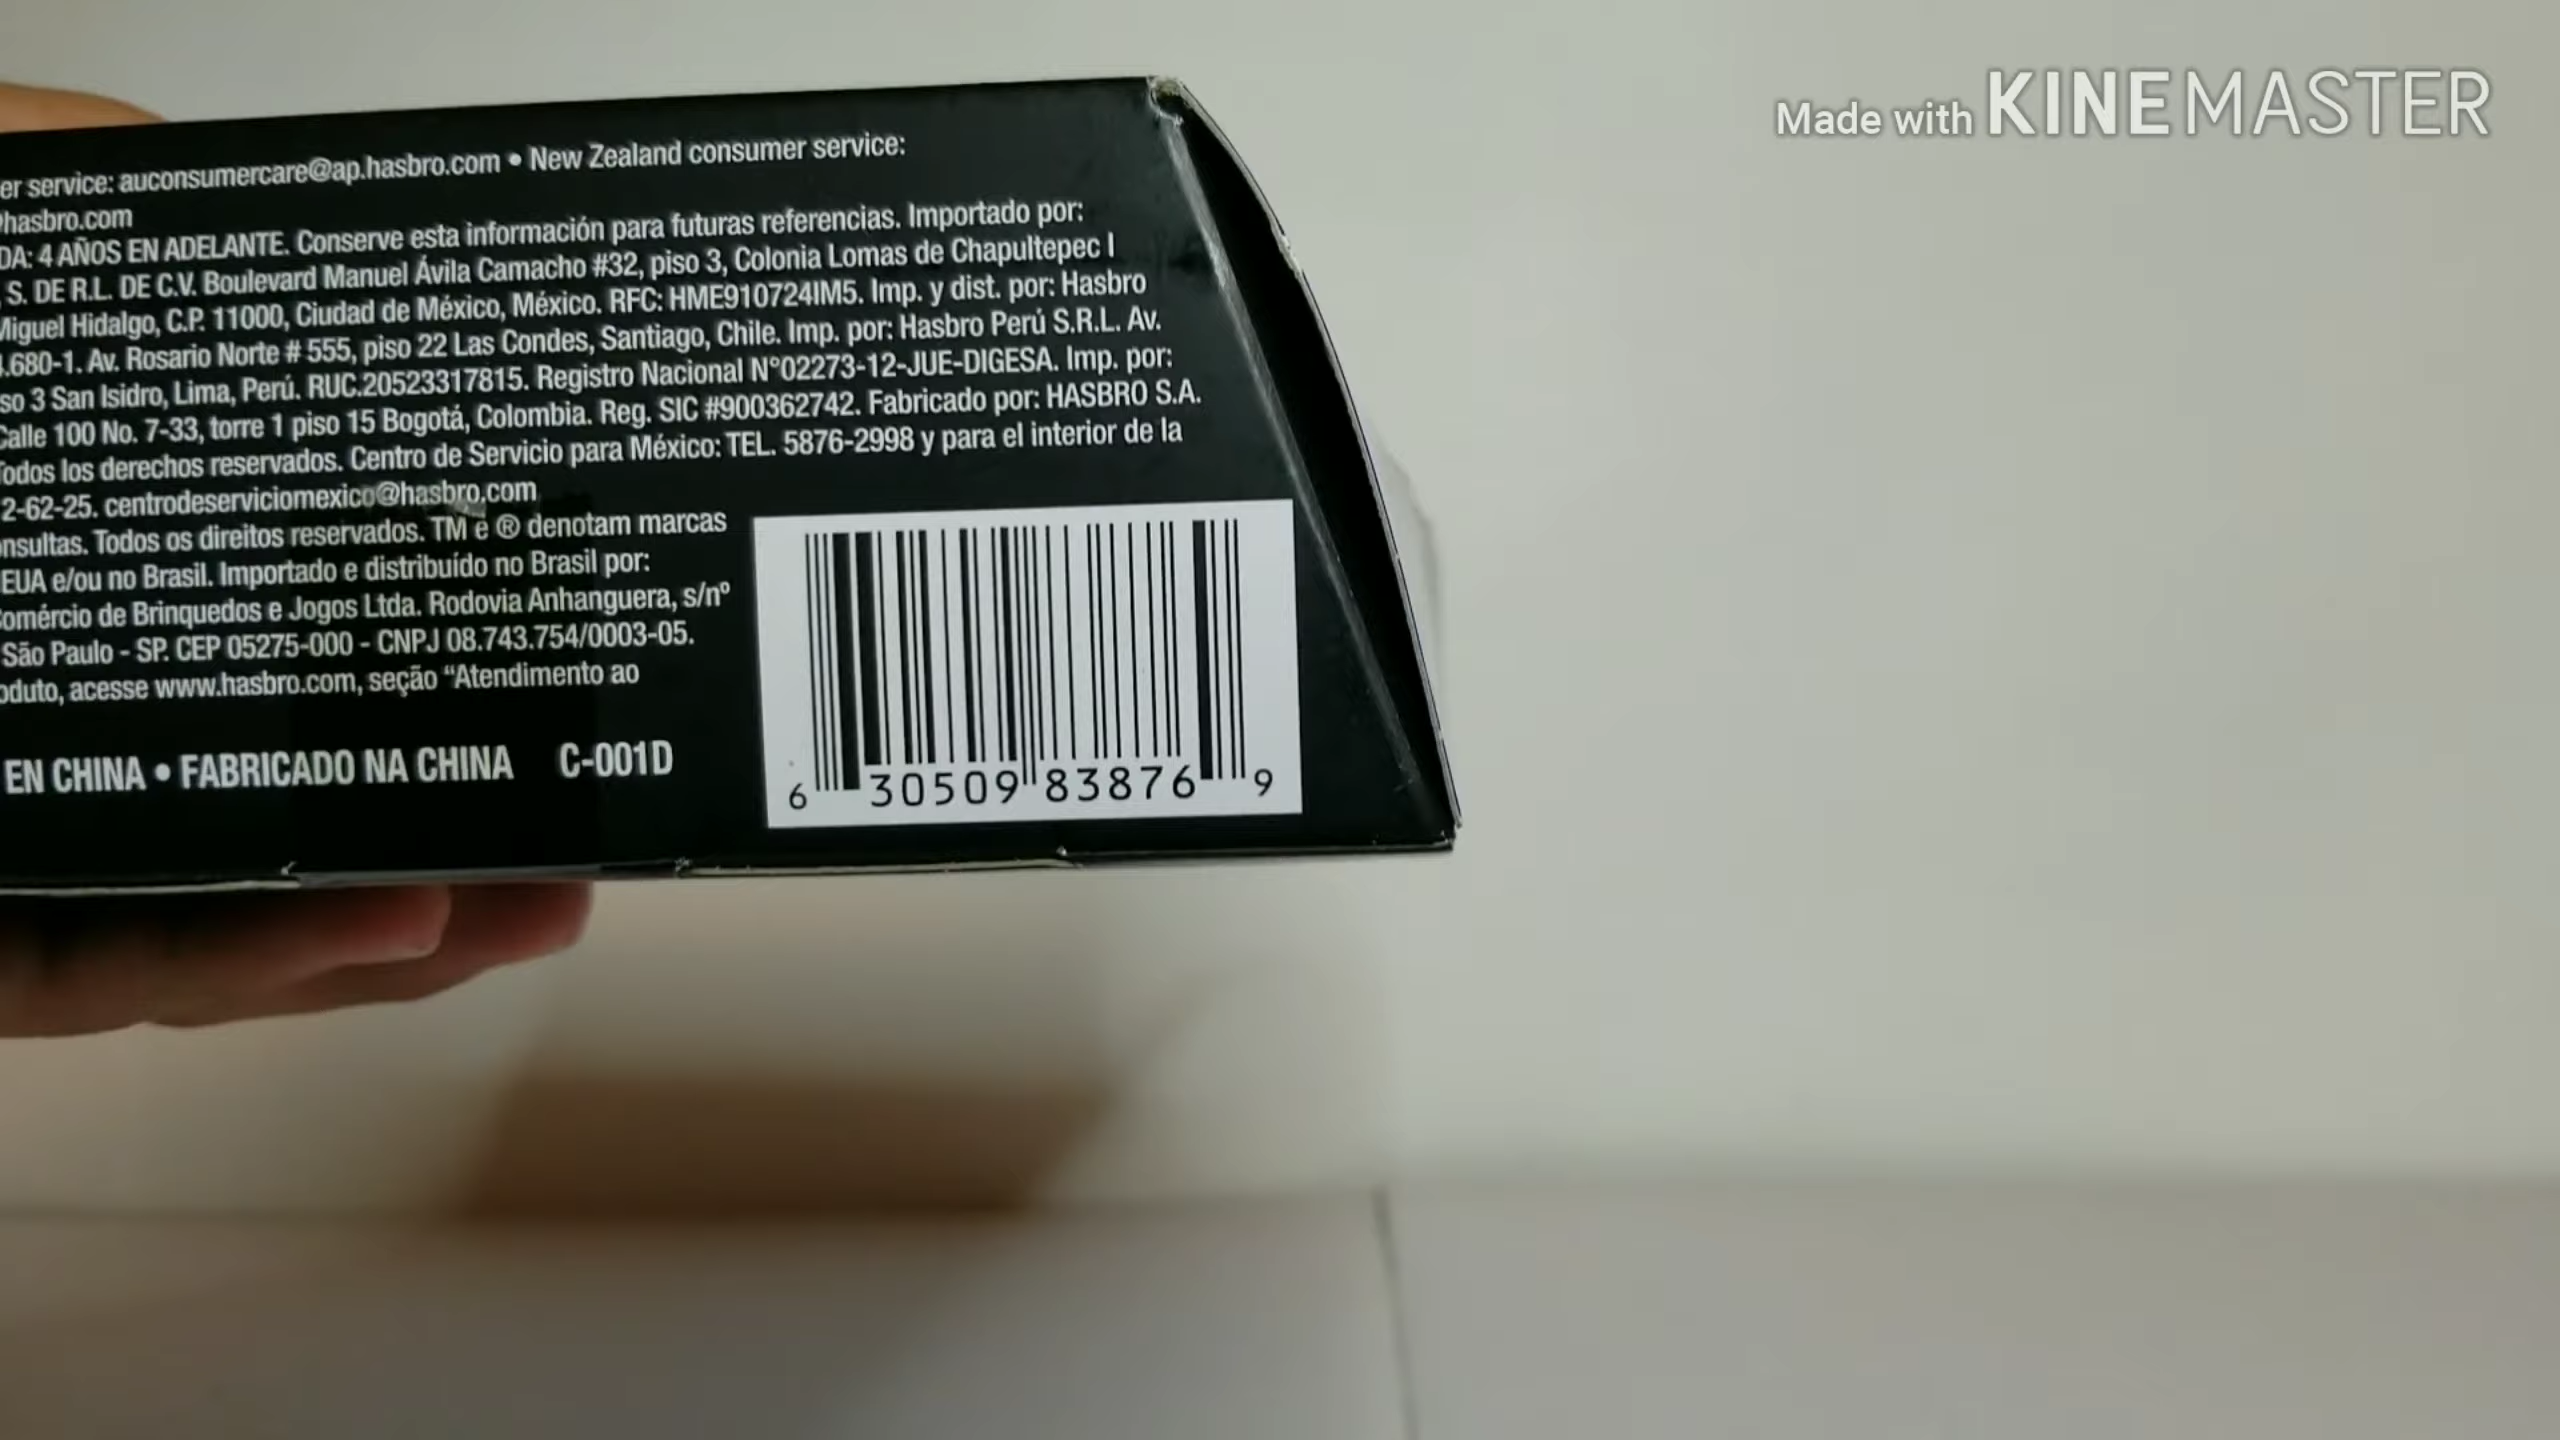 Made with KINEMASTER
er service: auconsumercare@ap.hasbro.com • New Zealand consumer service:
@hasbro.com
DA: 4 AÑOS EN ADELANTE. Conserve esta información para futuras referencias. Importado por:
S. DE R.L. DE C.V. Boulevard Manuel Ávila Camacho #32, piso 3, Colonia Lomas de Chapultepec I
Miguel Hidalgo, C.P. 11000, Ciudad de México, México. RFC: HME910724IM5. Imp. y dist. por: Hasbro
.680-1. Av. Rosario Norte # 555, piso 22 Las Condes, Santiago, Chile. Imp. por: Hasbro Perú S.R.L. Av.
so 3 San Isidro, Lima, Perú. RUC.20523317815. Registro Nacional N°02273-12-JUE-DIGESA. Imp. por:
Calle 100 No. 7-33, torre 1 piso 15 Bogotá, Colombia. Reg. SIC #900362742. Fabricado por: HASBRO S.A.
Todos los derechos reservados. Centro de Servicio para México: TEL. 5876-2998 y para el interior de la
2-62-25. centrodeserviciomexico@hasbro.com
onsultas. Todos os direitos reservados. TM e ® denotam marcas
EUA e/ou no Brasil. Importado e distribuído no Brasil por:
Comércio de Brinquedos e Jogos Ltda. Rodovia Anhanguera, s/nº
São Paulo - SP. CEP 05275-000 - CNPJ 08.743.754/0003-05.
oduto, acesse www.hasbro.com, seção “Atendimento ao
EN CHINA • FABRICADO NA CHINA C-001D
6 30509 83876 9